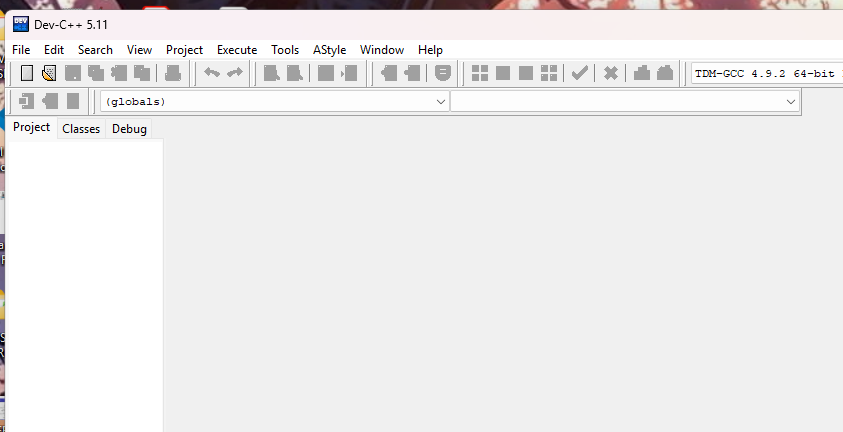 Dev-C++ 5.11
File Edit Search View Project Execute Tools AStyle Window Help
TDM-GCC 4.9.2 64-bit
(globals)
Project Classes Debug